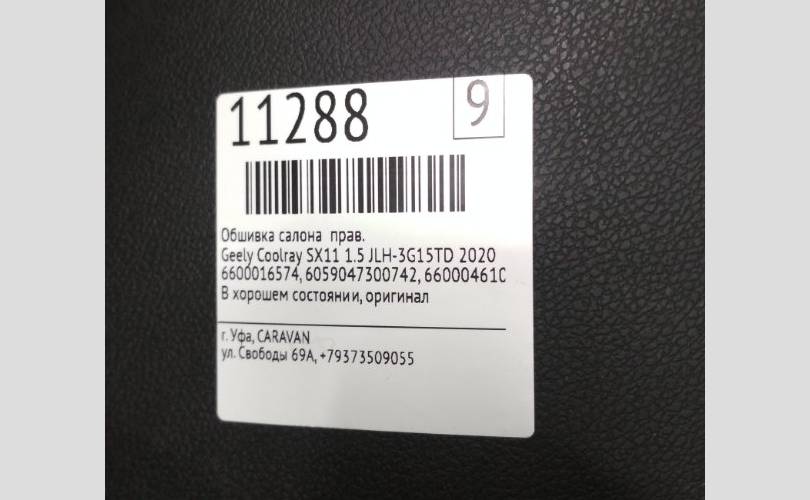 11288
9
Обшивка салона прав.
Geely Coolray SX11 1.5 JLH-3G15TD 2020
6600016574, 6059047300742, 660004610
В хорошем состоянии, оригинал
г. Уфа, CARAVAN
ул. Свободы 69А, +79373509055